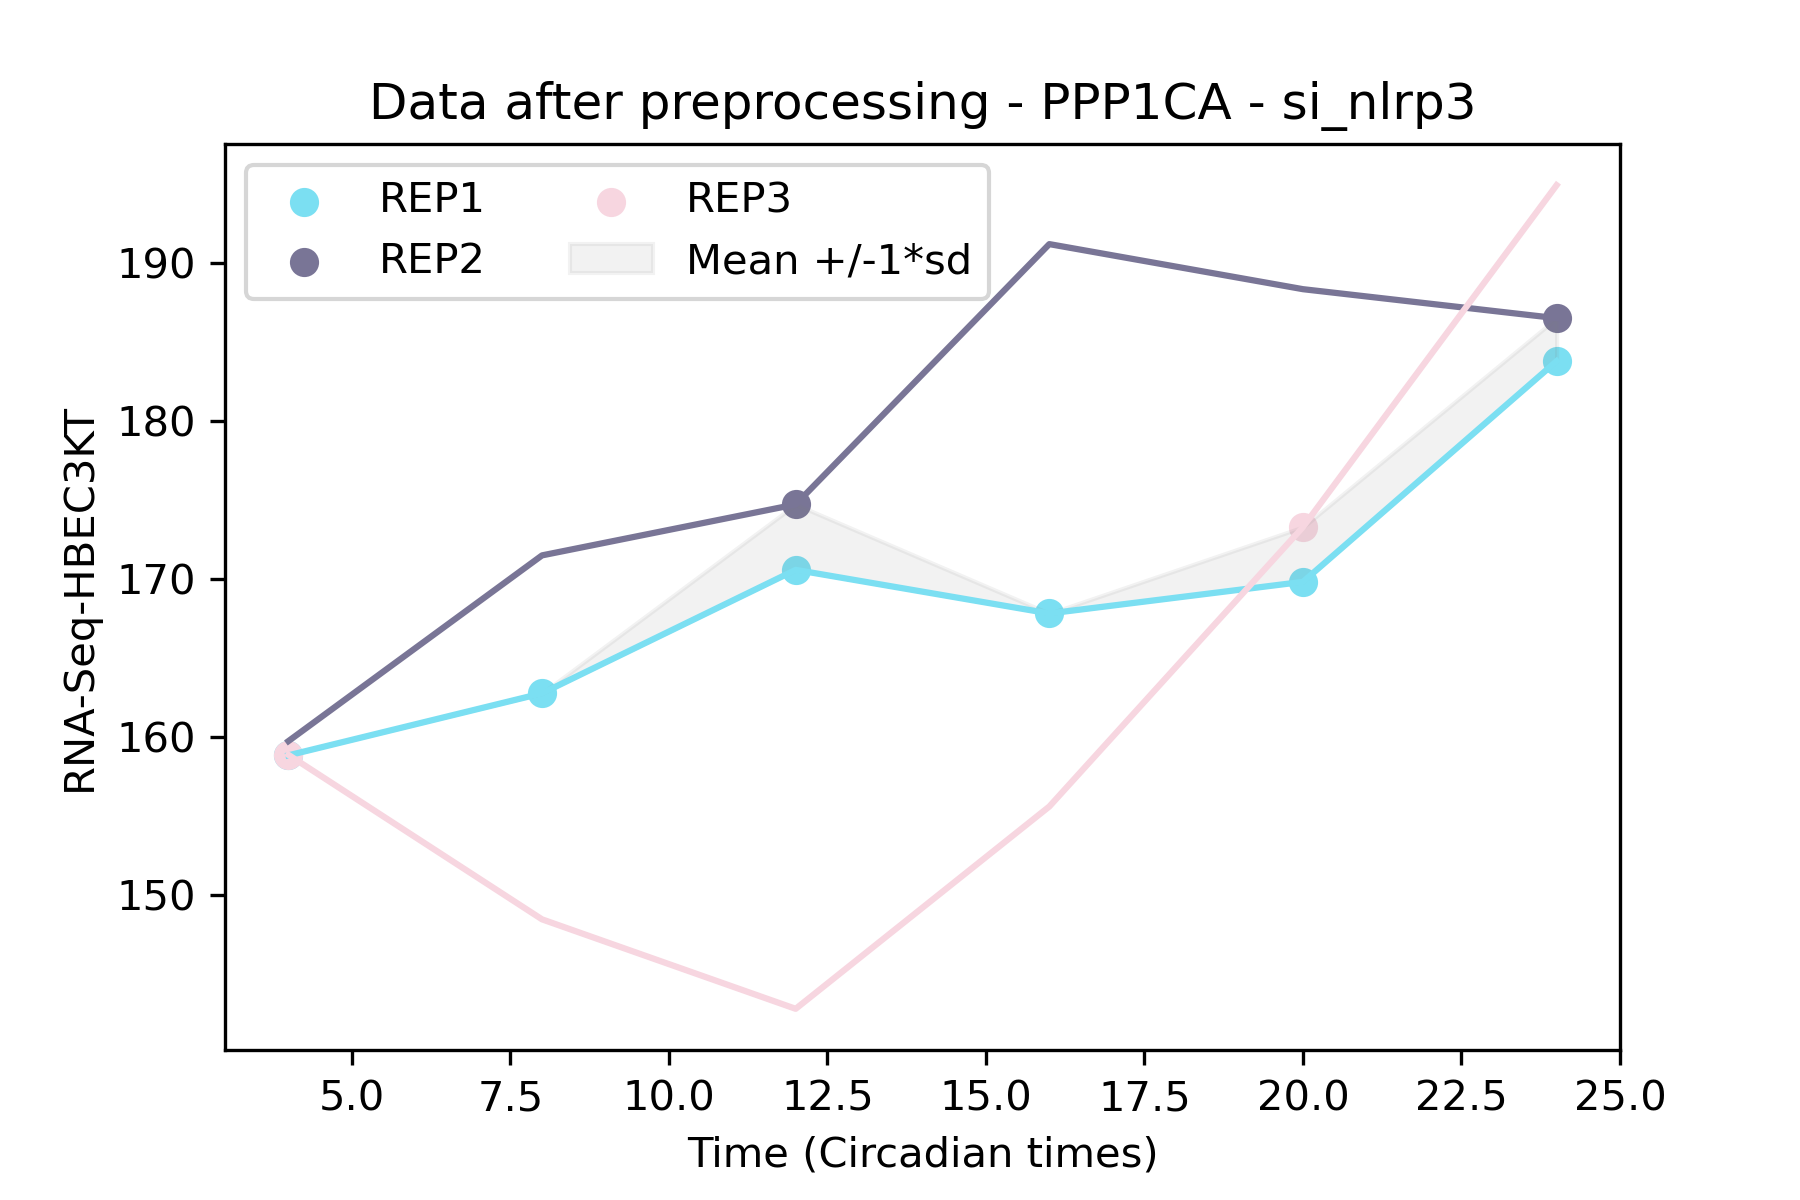 Data after preprocessing - PPP1CA - si_nlrp3
REP1
REP2
REP3
Mean +/-1*sd
RNA-Seq-HBEC3KT
190
180
170
160
150
5.0 7.5 10.0 12.5 15.0 17.5 20.0 22.5 25.0
Time (Circadian times)